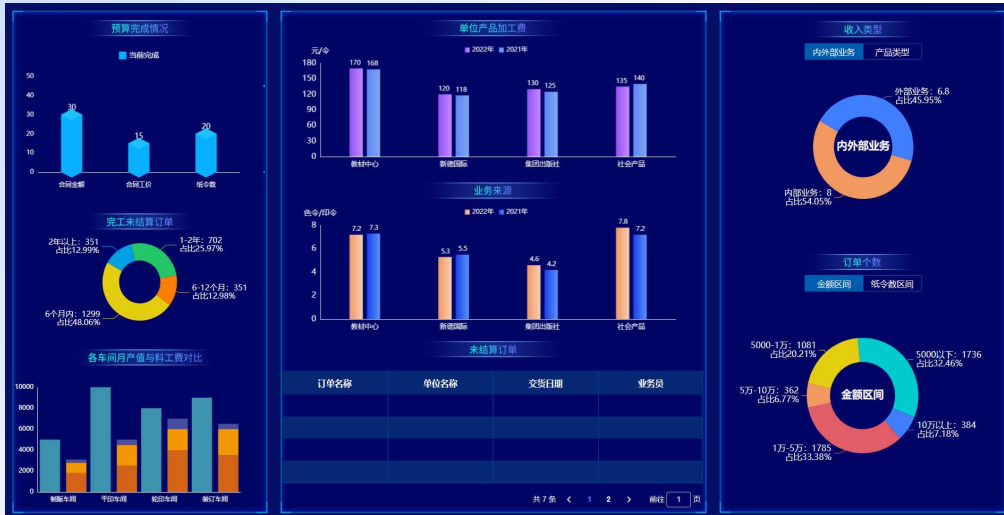 预算完成情况
当前完成
50
40
30
20
10
0
30
15
20
合同金额
合同工价
纸令数
完工未结算订单
2年以上：351
占比12.99%
1-2年：702
占比25.97%
6-12个月：351
占比12.98%
6个月内：1299
占比48.06%
各车间月产值与料工费对比
10000
8000
6000
4000
2000
0
制版车间
平印车间
轮印车间
装订车间
单位产品加工费
元/令
2022年
2021年
180
150
120
90
60
30
0
170
168
120
118
130
125
135
140
教材中心
新德国际
集团出版社
社会产品
业务来源
色令/印令
2022年
2021年
8
6
4
2
0
7.2
7.3
5.3
5.5
4.6
4.2
7.8
7.2
教材中心
新德国际
集团出版社
社会产品
未结算订单
订单名称 单位名称 交货日期 业务员
共 7 条 < 1 2 > 前往 1 页
收入类型
内外部业务 产品类型
外部业务：6.8
占比45.95%
内外部业务
内部业务：8
占比54.05%
订单个数
金额区间 纸令数区间
5000-1万：1081
占比20.21%
5000以下：1736
占比32.46%
5万-10万：362
占比6.77%
金额区间
10万以上：384
占比7.18%
1万-5万：1785
占比33.38%